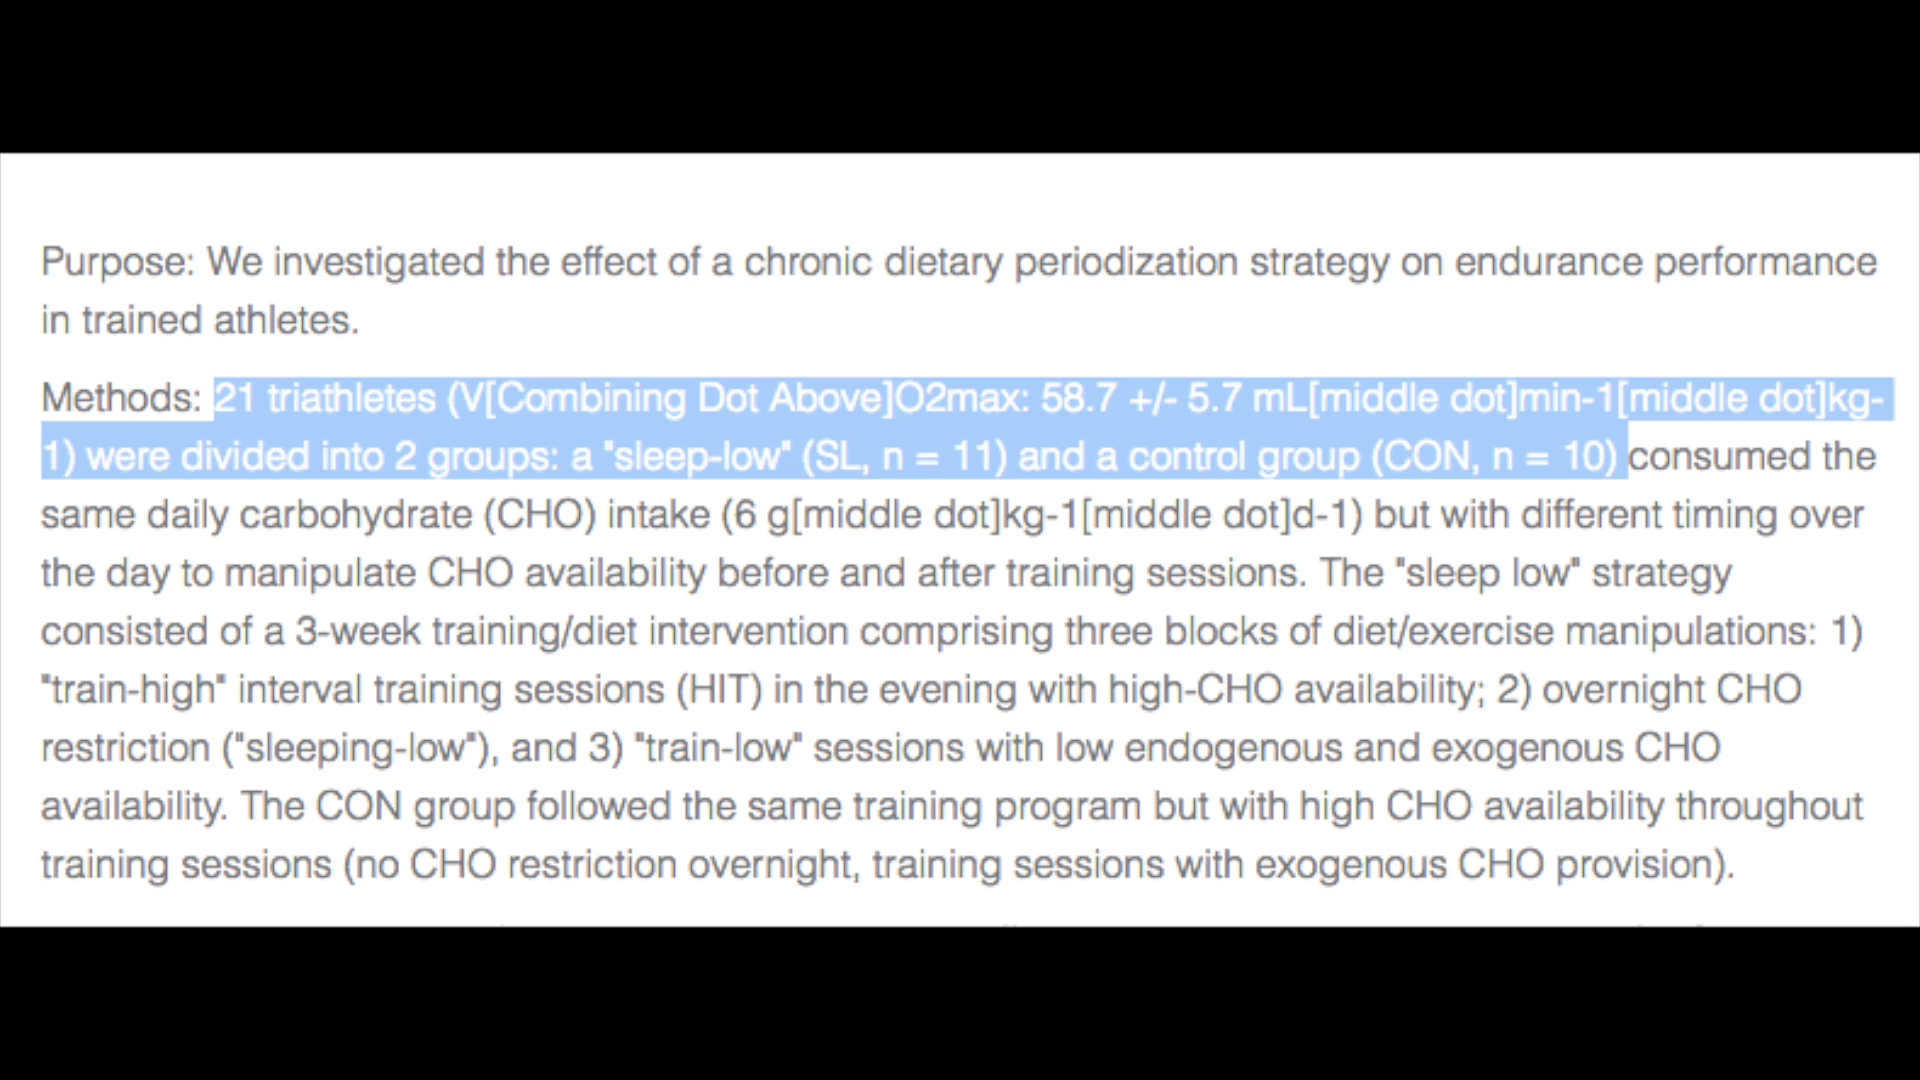 Purpose: We investigated the effect of a chronic dietary periodization strategy on endurance performance
in trained athletes.
Methods: 21 triathletes (V[Combining Dot Above]O2max: 58.7 +/- 5.7 mL[middle dot]min-1[middle dot]kg-
1) were divided into 2 groups: a "sleep-low" (SL, n = 11) and a control group (CON, n = 10) consumed the
same daily carbohydrate (CHO) intake (6 g[middle dot]kg-1[middle dot]d-1) but with different timing over
the day to manipulate CHO availability before and after training sessions. The "sleep low" strategy
consisted of a 3-week training/diet intervention comprising three blocks of diet/exercise manipulations: 1)
"train-high" interval training sessions (HIT) in the evening with high-CHO availability; 2) overnight CHO
restriction ("sleeping-low"), and 3) "train-low" sessions with low endogenous and exogenous CHO
availability. The CON group followed the same training program but with high CHO availability throughout
training sessions (no CHO restriction overnight, training sessions with exogenous CHO provision).